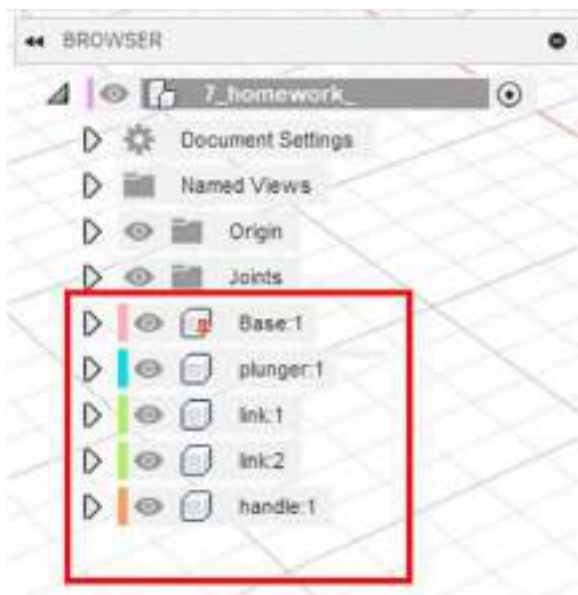 BROWSER
7_homework_
Document Settings
Named Views
Origin
Joints
Base:1
plunger:1
link:1
link:2
handle:1